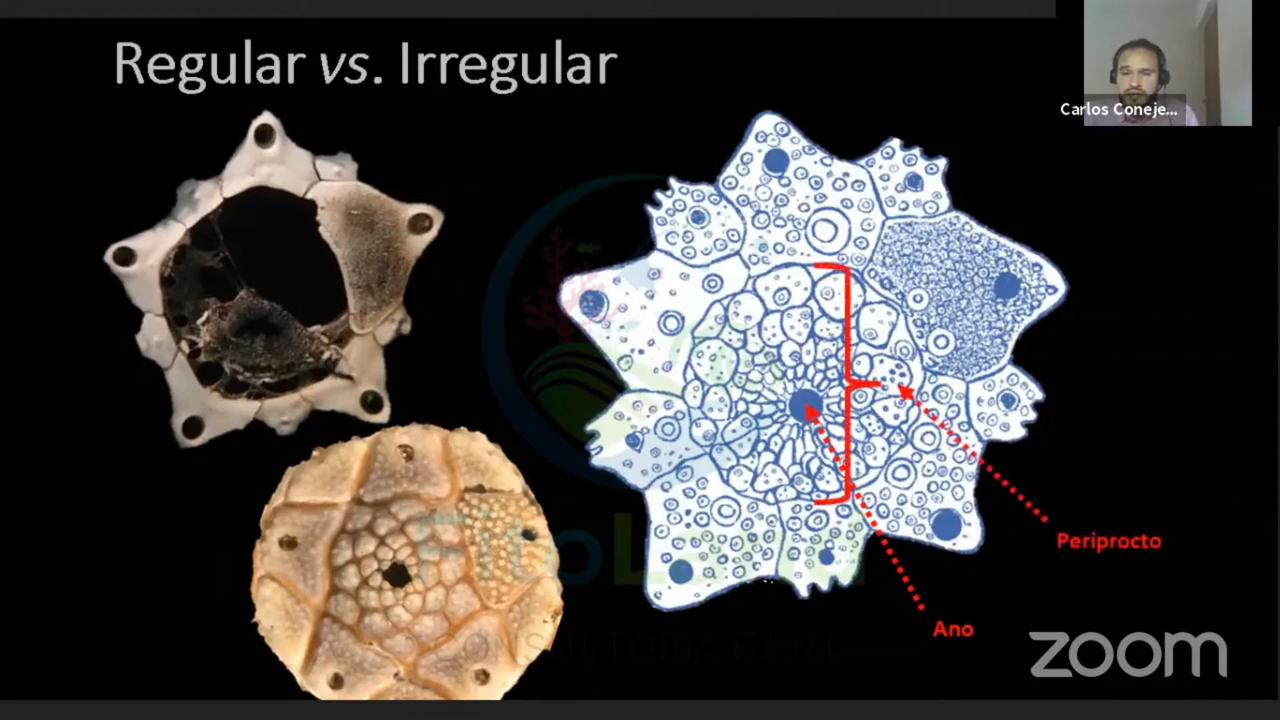 Regular vs. Irregular
Carlos Coneje...
Periprocto
Ano
zoom